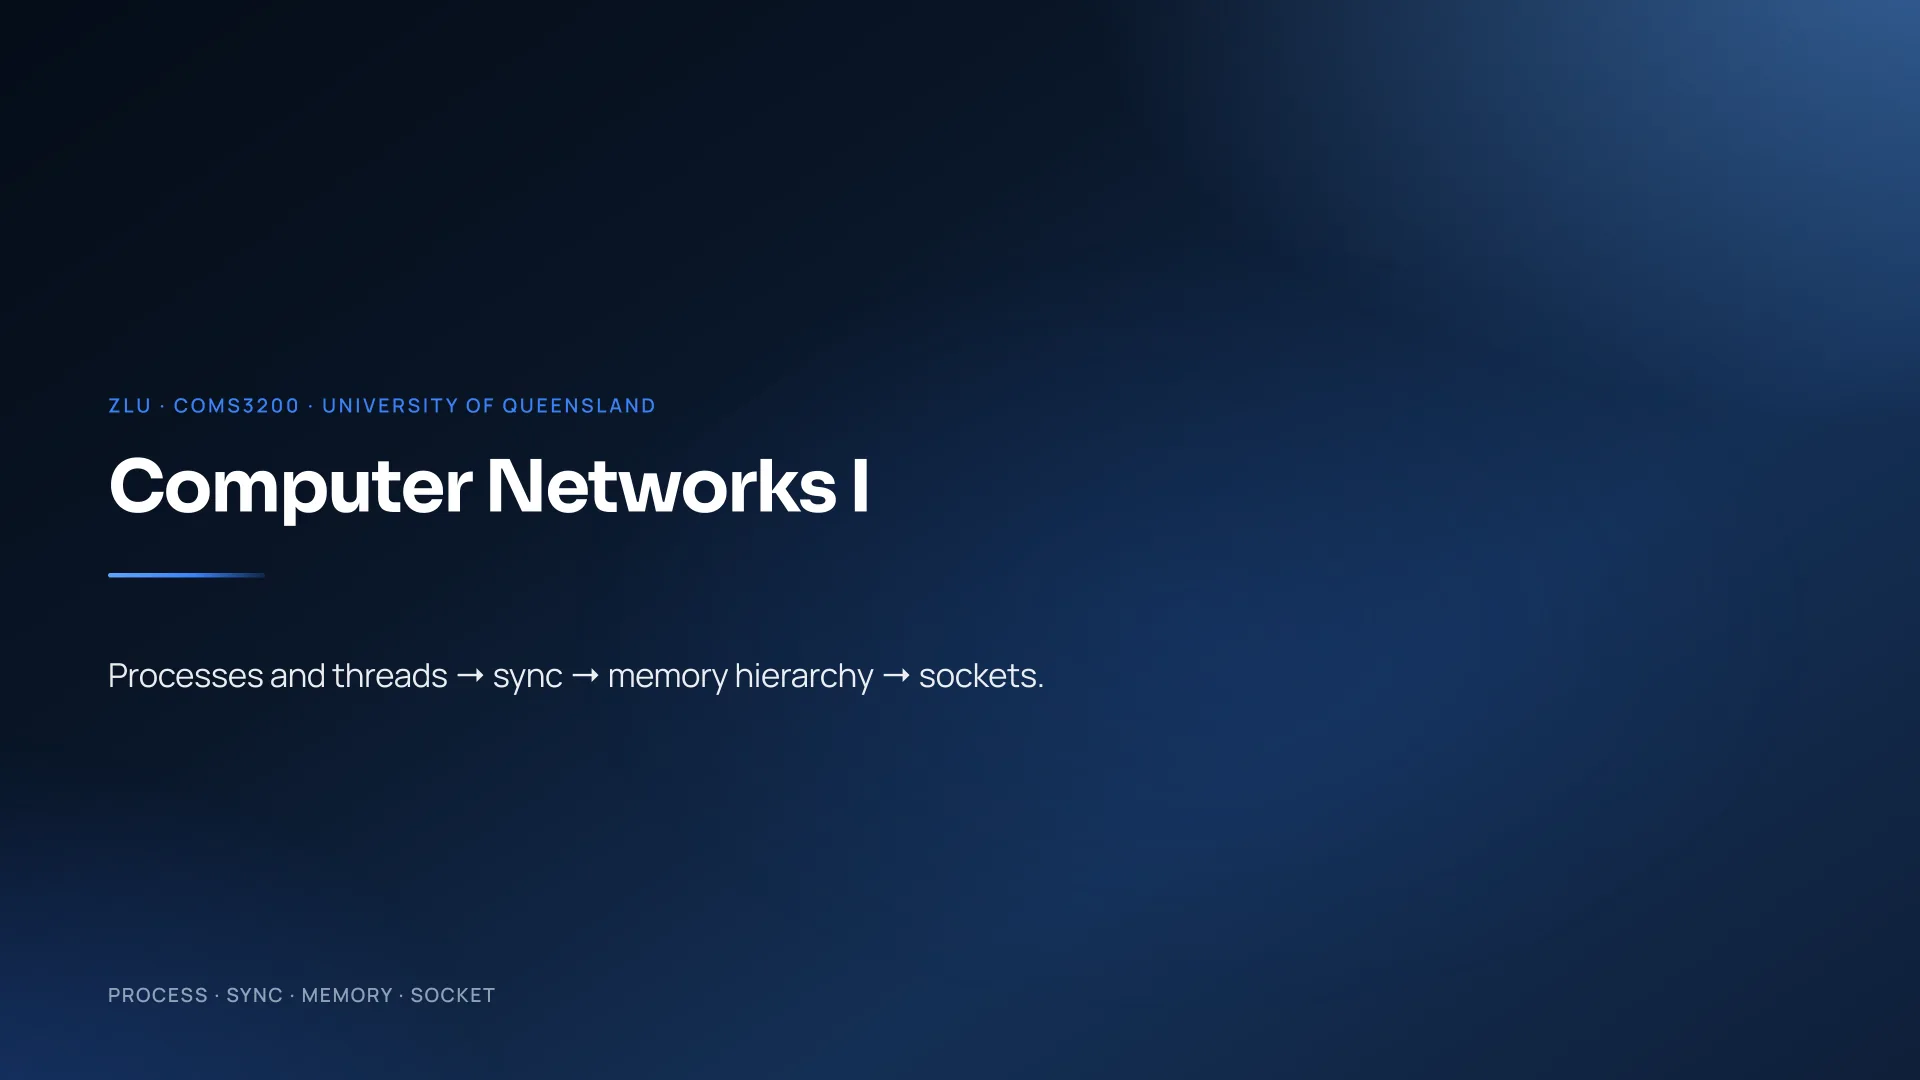 ZLU · COMS3200 · UNIVERSITY OF QUEENSLAND
Computer Networks I
Processes and threads → sync → memory hierarchy → sockets.
PROCESS · SYNC · MEMORY · SOCKET